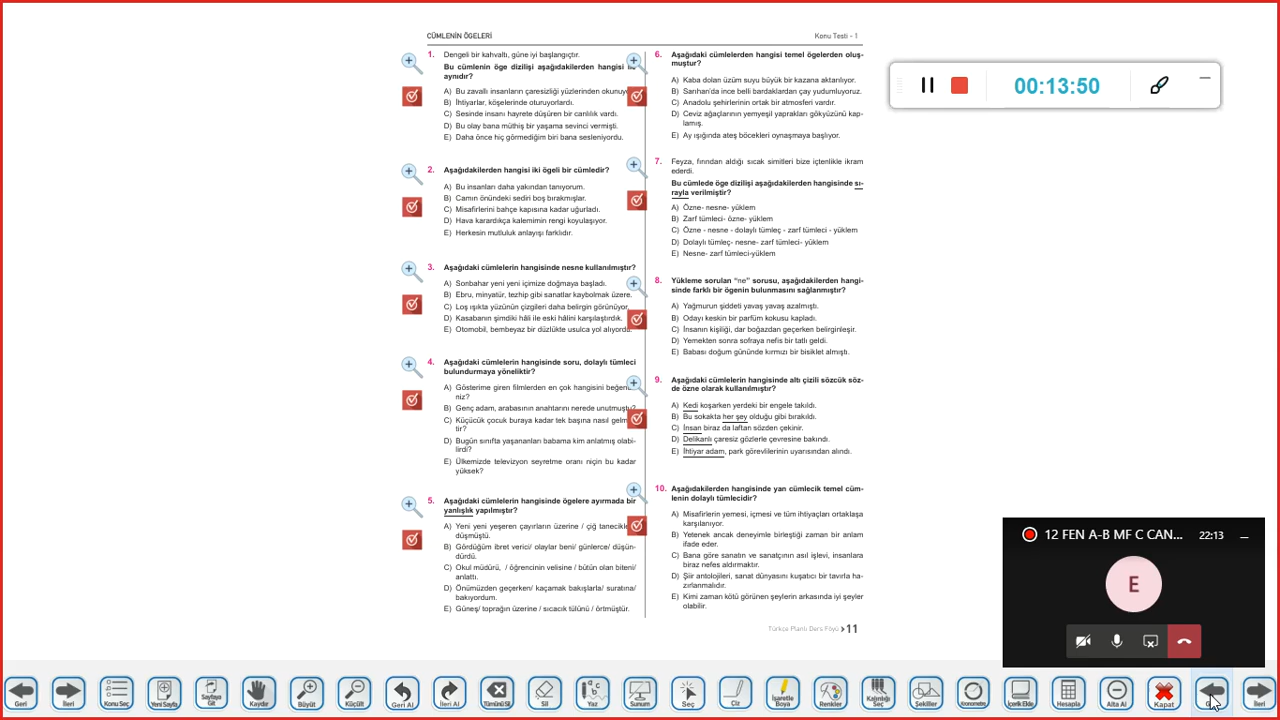 CÜMLENİN ÖGELERİ
Konu Testi - 1
1. Dengeli bir kahvaltı, güne iyi başlangıçtır.
Bu cümlenin öge dizilişi aşağıdakilerden hangisi
aynıdır?
A) Bu zavallı insanların çaresizliği yüzlerinden
B) İhtiyarlar, köşelerinde oturuyorlardı.
C) Sesinde insanı hayrete düşüren bir canlılık vardı.
D) Bu olay bana müthiş bir yaşama sevinci vermişti.
E) Daha önce hiç görmediğim biri bana sesleniyordu.
2. Aşağıdakilerden hangisi iki ögeli bir cümledir?
A) Bu insanları daha yakından tanıyorum.
B) Camın önündeki sediri boş bırakmışlar.
C) Misafirlerini bahçe kapısına kadar uğurladı.
D) Hava karardıkça kalemimin rengi koyulaşıyor.
E) Herkesin mutluluk anlayışı farklıdır.
3. Aşağıdaki cümlelerin hangisinde nesne kullanılmıştır?
A) Sonbahar yeni yeni içimize doğmaya başladı.
B) Ebru, minyatür, tezhip gibi sanatlar kaybolmak üzere.
C) Loş ışıkta yüzünün çizgileri daha belirgin görünüyor.
D) Kasabanın şimdiki hâli ile eski hâlini karşılaştırdık.
E) Otomobil, bembeyaz bir düzlükte usulca yol alıyordu.
4. Aşağıdaki cümlelerin hangisinde soru, dolaylı tümleci
bulundurmaya yöneliktir?
A) Gösterime giren filmlerden en çok hangisini
niz?
B) Genç adam, arabasının anahtarını nerede unutmuştu?
C) Küçücük çocuk buraya kadar tek başına nasıl
tir?
D) Bugün sınıfta yaşananları babama kim anlatmış olabi-
lirdi?
E) Ülkemizde televizyon seyretme oranı niçin bu kadar
yüksek?
5. Aşağıdaki cümlelerin hangisinde ögelere ayırmada bir
yanlışlık yapılmıştır?
A) Yeni yeni yeşeren çayırların üzerine / çiğ
düşmüştü.
B) Gördüğüm ibret verici/ olaylar beni/ günlerce/ düşün-
dürdü.
C) Okul müdürü, / öğrencinin velisine / bütün olan biteni/
anlattı.
D) Önümüzden geçerken/ kaçamak bakışlarla/ suratına/
bakıyordum.
E) Güneş/ toprağın üzerine / sıcacık tülünü / örtmüştür.
6. Aşağıdaki cümlelerden hangisi temel ögelerden oluş-
muştur?
A) Kaba dolan üzüm suyu büyük bir kazana aktarılıyor.
B) Sarıhan'da ince belli bardaklardan çay yudumluyoruz.
C) Anadolu şehirlerinin ortak bir atmosferi vardır.
D) Ceviz ağaçlarının yemyeşil yaprakları gökyüzünü kap-
lamış.
E) Ay ışığında ateş böcekleri oynaşmaya başlıyor.
7. Feyza, fırından aldığı sıcak simitleri bize içtenlikle ikram
ederdi.
Bu cümlede öge dizilişi aşağıdakilerden hangisinde sı-
rayla verilmiştir?
A) Özne- nesne- yüklem
B) Zarf tümleci- özne- yüklem
C) Özne - nesne - dolaylı tümleç - zarf tümleci - yüklem
D) Dolaylı tümleç- nesne- zarf tümleci- yüklem
E) Nesne- zarf tümleci-yüklem
8. Yükleme sorulan "ne" sorusu, aşağıdakilerden hangi-
sinde farklı bir ögenin bulunmasını sağlanmıştır?
A) Yağmurun şiddeti yavaş yavaş azalmıştı.
B) Odayı keskin bir parfüm kokusu kapladı.
C) İnsanın kişiliği, dar boğazdan geçerken belirginleşir.
D) Yemekten sonra sofraya nefis bir tatlı geldi.
E) Babası doğum gününde kırmızı bir bisiklet almıştı.
9. Aşağıdaki cümlelerin hangisinde altı çizili sözcük söz-
de özne olarak kullanılmıştır?
A) Kedi koşarken yerdeki bir engele takıldı.
B) Bu sokakta her şey olduğu gibi bırakıldı.
C) İnsan biraz da laftan sözden çekinir.
D) Delikanlı çaresiz gözlerle çevresine bakındı.
E) İhtiyar adam, park görevlilerinin uyarısından alındı.
10. Aşağıdakilerden hangisinde yan cümlecik temel cüm-
lenin dolaylı tümlecidir?
A) Misafirlerin yemesi, içmesi ve tüm ihtiyaçları ortaklaşa
karşılanıyor.
B) Yetenek ancak deneyimle birleştiği zaman bir anlam
ifade eder.
C) Bana göre sanatın ve sanatçının asıl işlevi, insanlara
biraz nefes aldırmaktır.
D) Şiir antolojileri, sanat dünyasını kuşatıcı bir tavırla ha-
zırlanmalıdır.
E) Kimi zaman kötü görünen şeylerin arkasında iyi şeyler
olabilir.
Türkçe Planlı Ders Föyü 11
00:13:50
12 FEN A-B MF C CAN... 22:13
E
Geri İleri Konu Seç Yeni Sayfa Sayfaya Git Kaydır Büyüt Küçült Geri Al İleri Al Tümünü Sil Sil Yaz Sunum Seç Çiz İşaretle Boya Renkler Kalınlığı Seç Şekiller Kronometre İçerik Ekle Hesapla Alta Al Kapat İleri